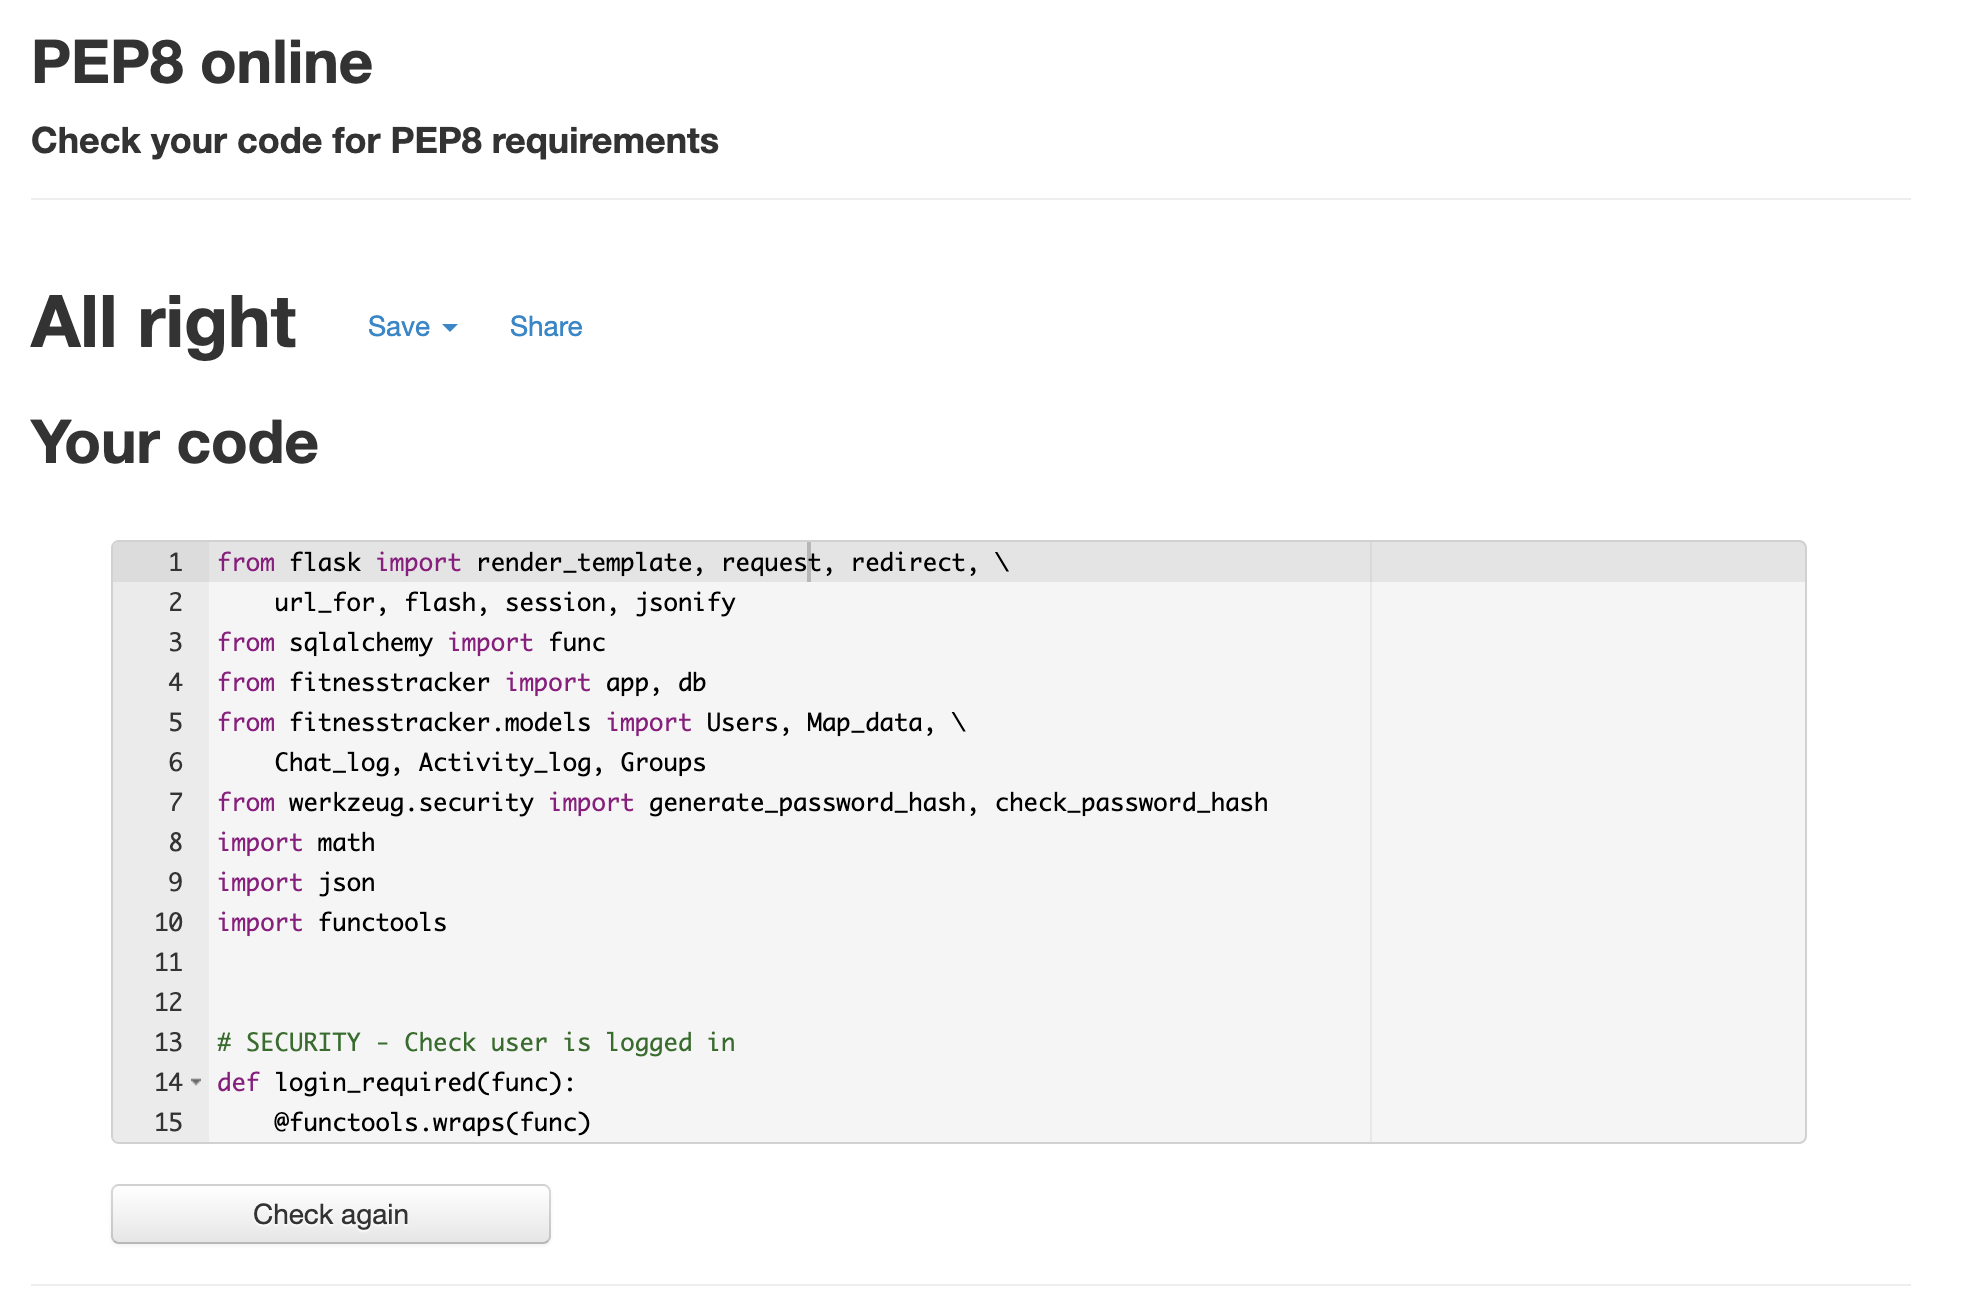 PEP8 online
Check your code for PEP8 requirements
All right Save Share
Your code
1 from flask import render_template, request, redirect, \
2     url_for, flash, session, jsonify
3 from sqlalchemy import func
4 from fitnesstracker import app, db
5 from fitnesstracker.models import Users, Map_data, \
6     Chat_log, Activity_log, Groups
7 from werkzeug.security import generate_password_hash, check_password_hash
8 import math
9 import json
10 import functools
11
12
13 # SECURITY - Check user is logged in
14 def login_required(func):
15     @functools.wraps(func)
Check again